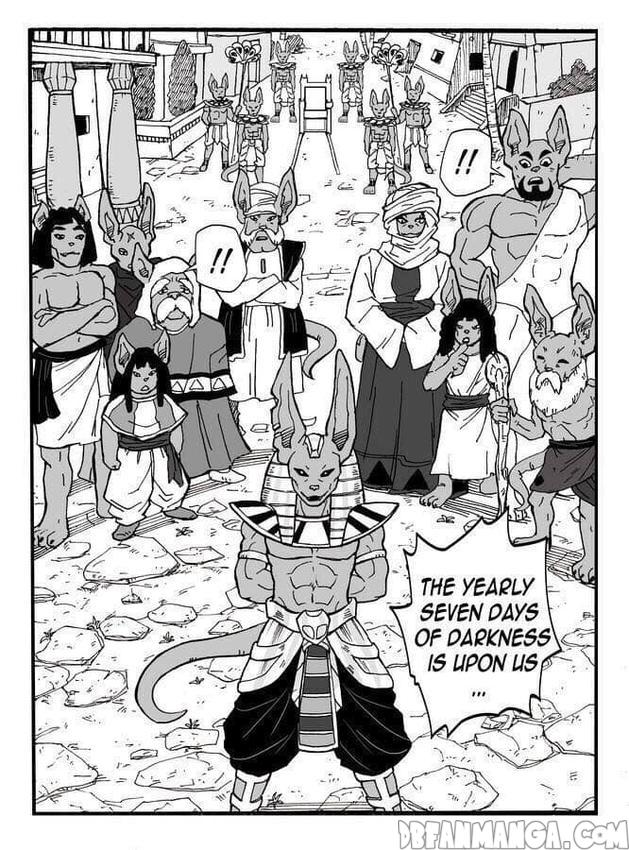 !!
!!
THE YEARLY
SEVEN DAYS
OF DARKNESS
IS UPON US
...
DBFANMANGA.COM